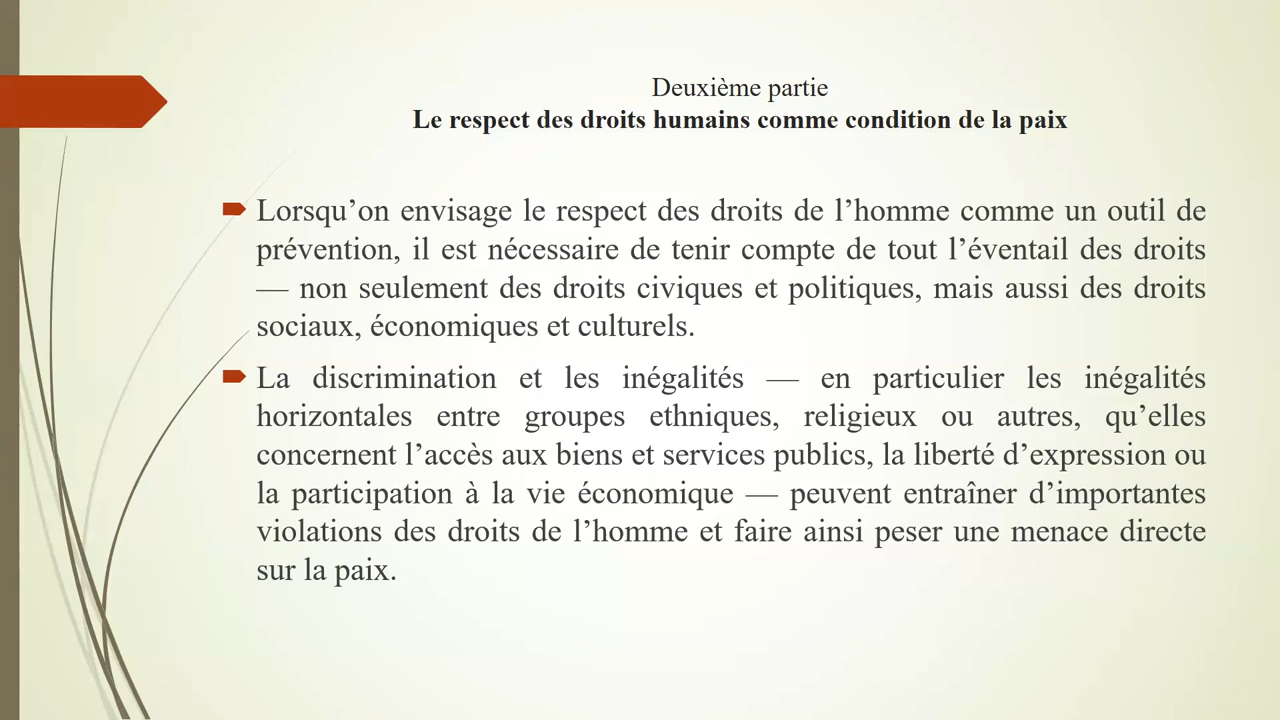 Deuxième partie
Le respect des droits humains comme condition de la paix
Lorsqu’on envisage le respect des droits de l’homme comme un outil de
prévention, il est nécessaire de tenir compte de tout l’éventail des droits
— non seulement des droits civiques et politiques, mais aussi des droits
sociaux, économiques et culturels.
La discrimination et les inégalités — en particulier les inégalités
horizontales entre groupes ethniques, religieux ou autres, qu’elles
concernent l’accès aux biens et services publics, la liberté d’expression ou
la participation à la vie économique — peuvent entraîner d’importantes
violations des droits de l’homme et faire ainsi peser une menace directe
sur la paix.